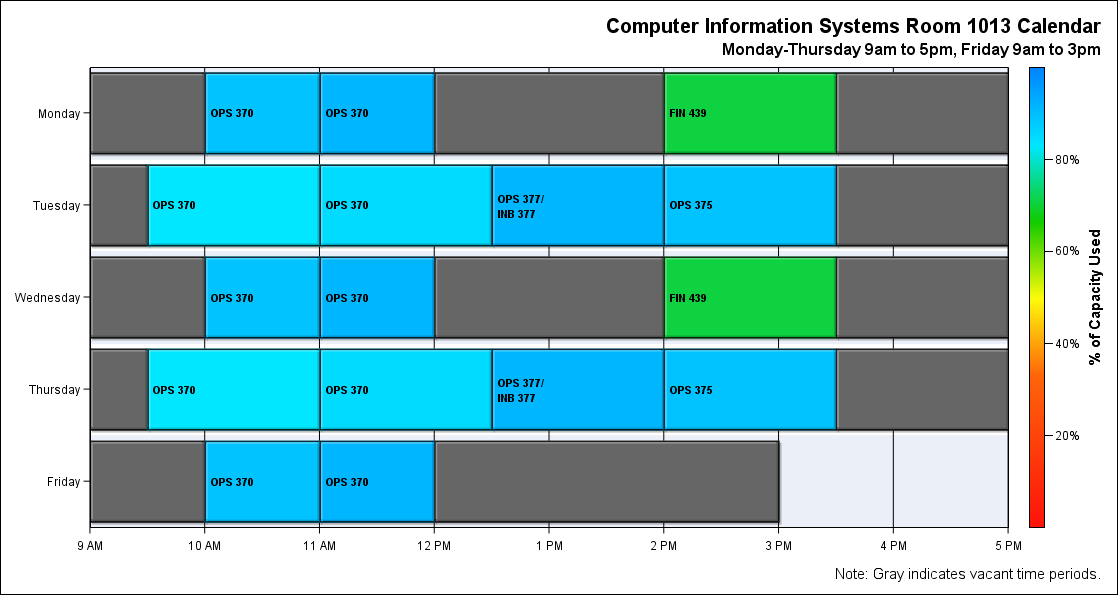 Computer Information Systems Room 1013 Calendar
Monday-Thursday 9am to 5pm, Friday 9am to 3pm
Monday
OPS 370
OPS 370
FIN 439
Tuesday
OPS 370
OPS 370
OPS 377/
INB 377
OPS 375
Wednesday
OPS 370
OPS 370
FIN 439
Thursday
OPS 370
OPS 370
OPS 377/
INB 377
OPS 375
Friday
OPS 370
OPS 370
9 AM
10 AM
11 AM
12 PM
1 PM
2 PM
3 PM
4 PM
5 PM
80%
60%
40%
20%
% of Capacity Used
Note: Gray indicates vacant time periods.